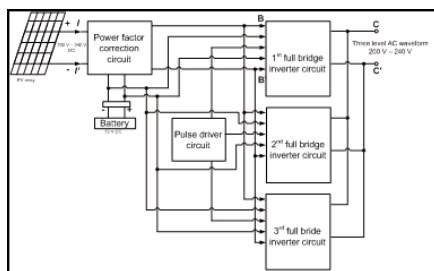 + I
200 V – 240 V
DC
- I'
PV array
Power factor
correction
circuit
- +
Battery
12 V DC
Pulse driver
circuit
B
B'
1st full bridge
inverter circuit
2nd full bridge
inverter circuit
3rd full bride
inverter circuit
C
Three level AC waveform
200 V – 240 V
C'